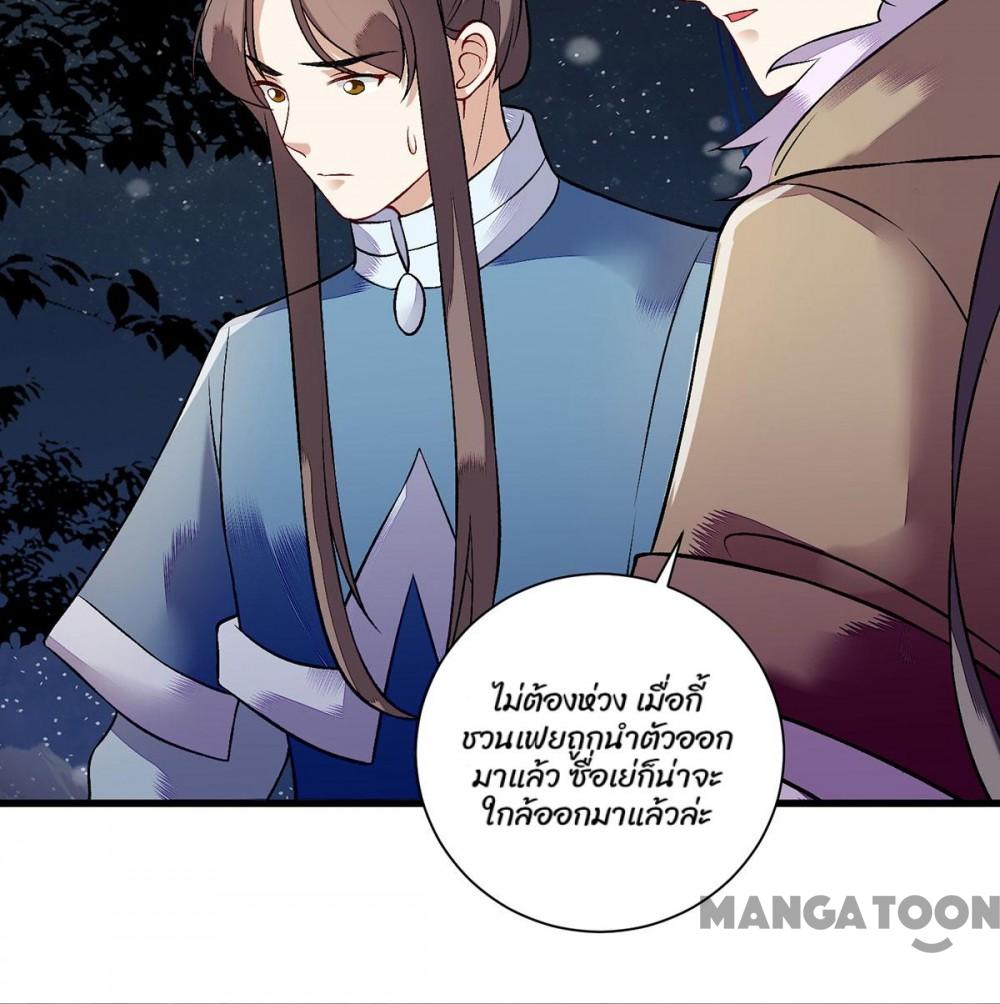 ไม่ต้องห่วง เมื่อกี้
ชวนเฟยถูกนำตัวออก
มาแล้ว ซื่อเย่ก็น่าจะ
ใกล้ออกมาแล้วล่ะ
MANGATOON